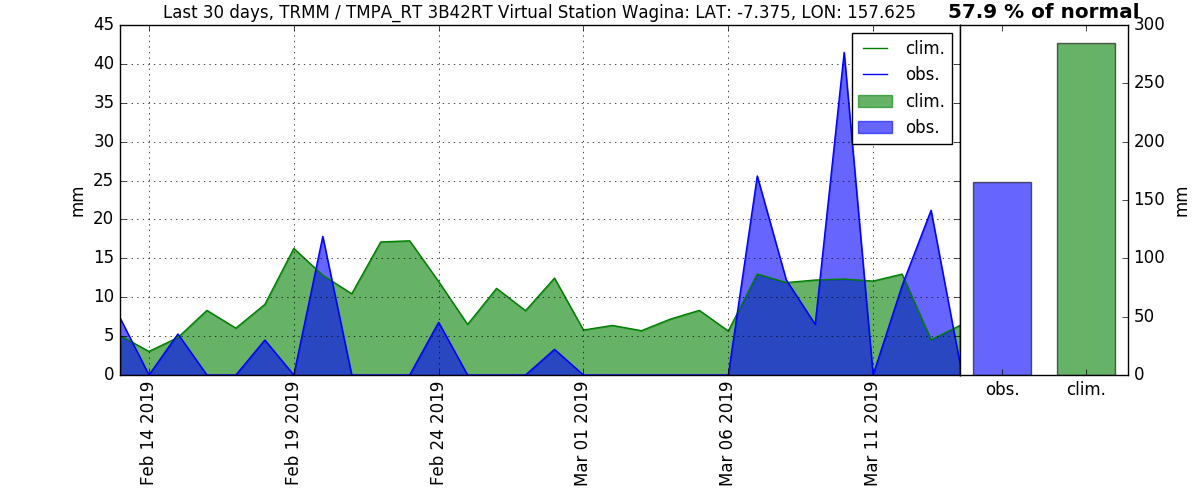 Last 30 days, TRMM / TMPA_RT 3B42RT Virtual Station Wagina: LAT: -7.375, LON: 157.625
57.9 % of normal
mm
45
40
35
30
25
20
15
10
5
0
clim.
obs.
clim.
obs.
Feb 14 2019
Feb 19 2019
Feb 24 2019
Mar 01 2019
Mar 06 2019
Mar 11 2019
300
250
200
150
100
50
0
mm
obs.
clim.